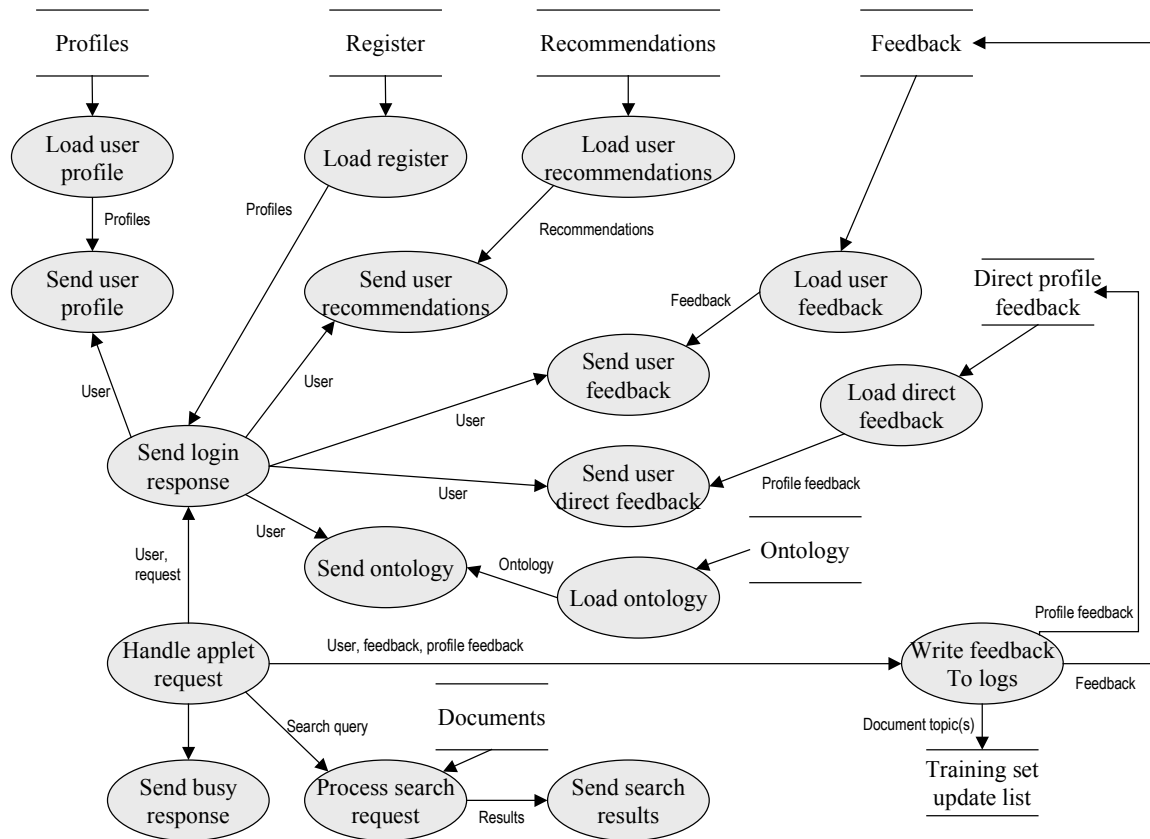 Profiles
Register
Recommendations
Feedback
Load user
profile
Load register
Load user
recommendations
Profiles
Profiles
Recommendations
Send user
profile
Send user
recommendations
Load user
feedback
Direct profile
feedback
Feedback
Send user
feedback
Load direct
feedback
User
User
User
Send login
response
Send user
direct feedback
User
Profile feedback
User
Ontology
User,
request
Send ontology
Ontology
Load ontology
Profile feedback
Handle applet
request
User, feedback, profile feedback
Write feedback
To logs
Feedback
Search query
Documents
Document topic(s)
Send busy
response
Process search
request
Results
Send search
results
Training set
update list